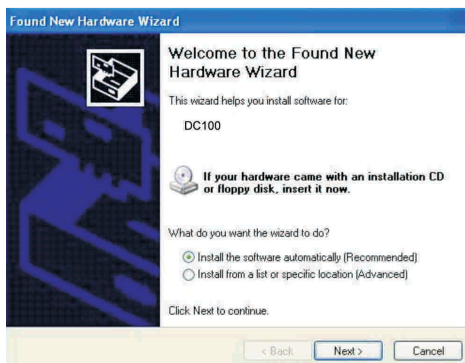 Found New Hardware Wizard
Welcome to the Found New
Hardware Wizard
This wizard helps you install software for:
DC100
If your hardware came with an installation CD
or floppy disk, insert it now.
What do you want the wizard to do?
Install the software automatically (Recommended)
Install from a list or specific location (Advanced)
Click Next to continue.
< Back
Next >
Cancel